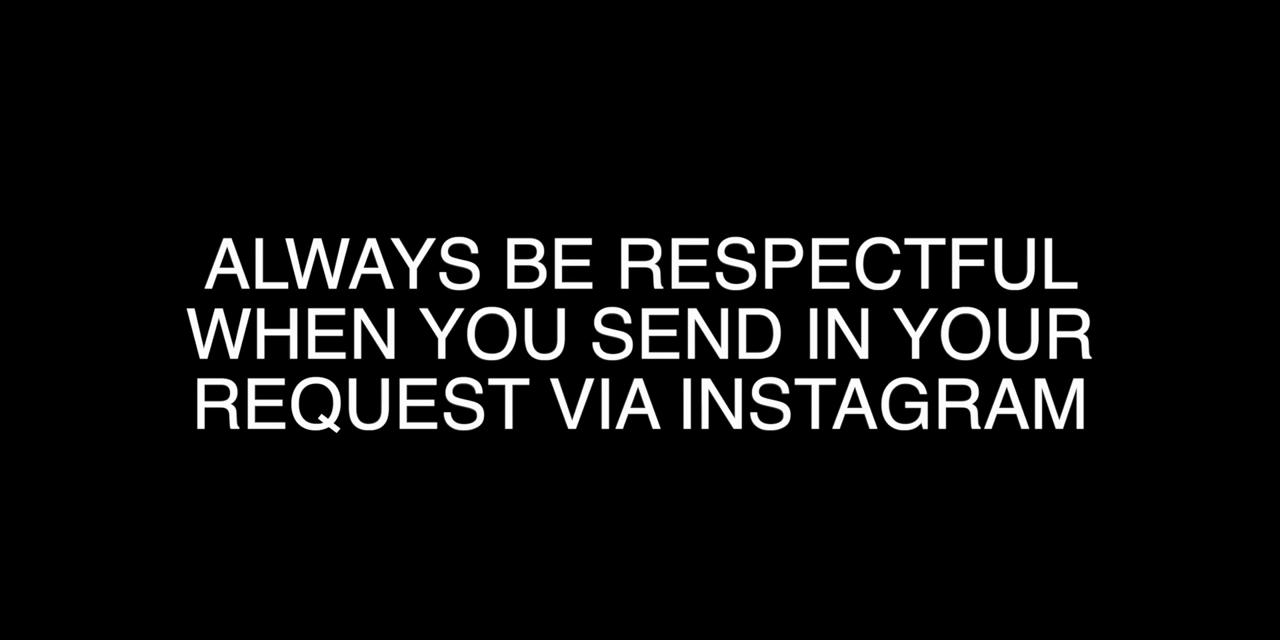 ALWAYS BE RESPECTFUL
WHEN YOU SEND IN YOUR
REQUEST VIA INSTAGRAM